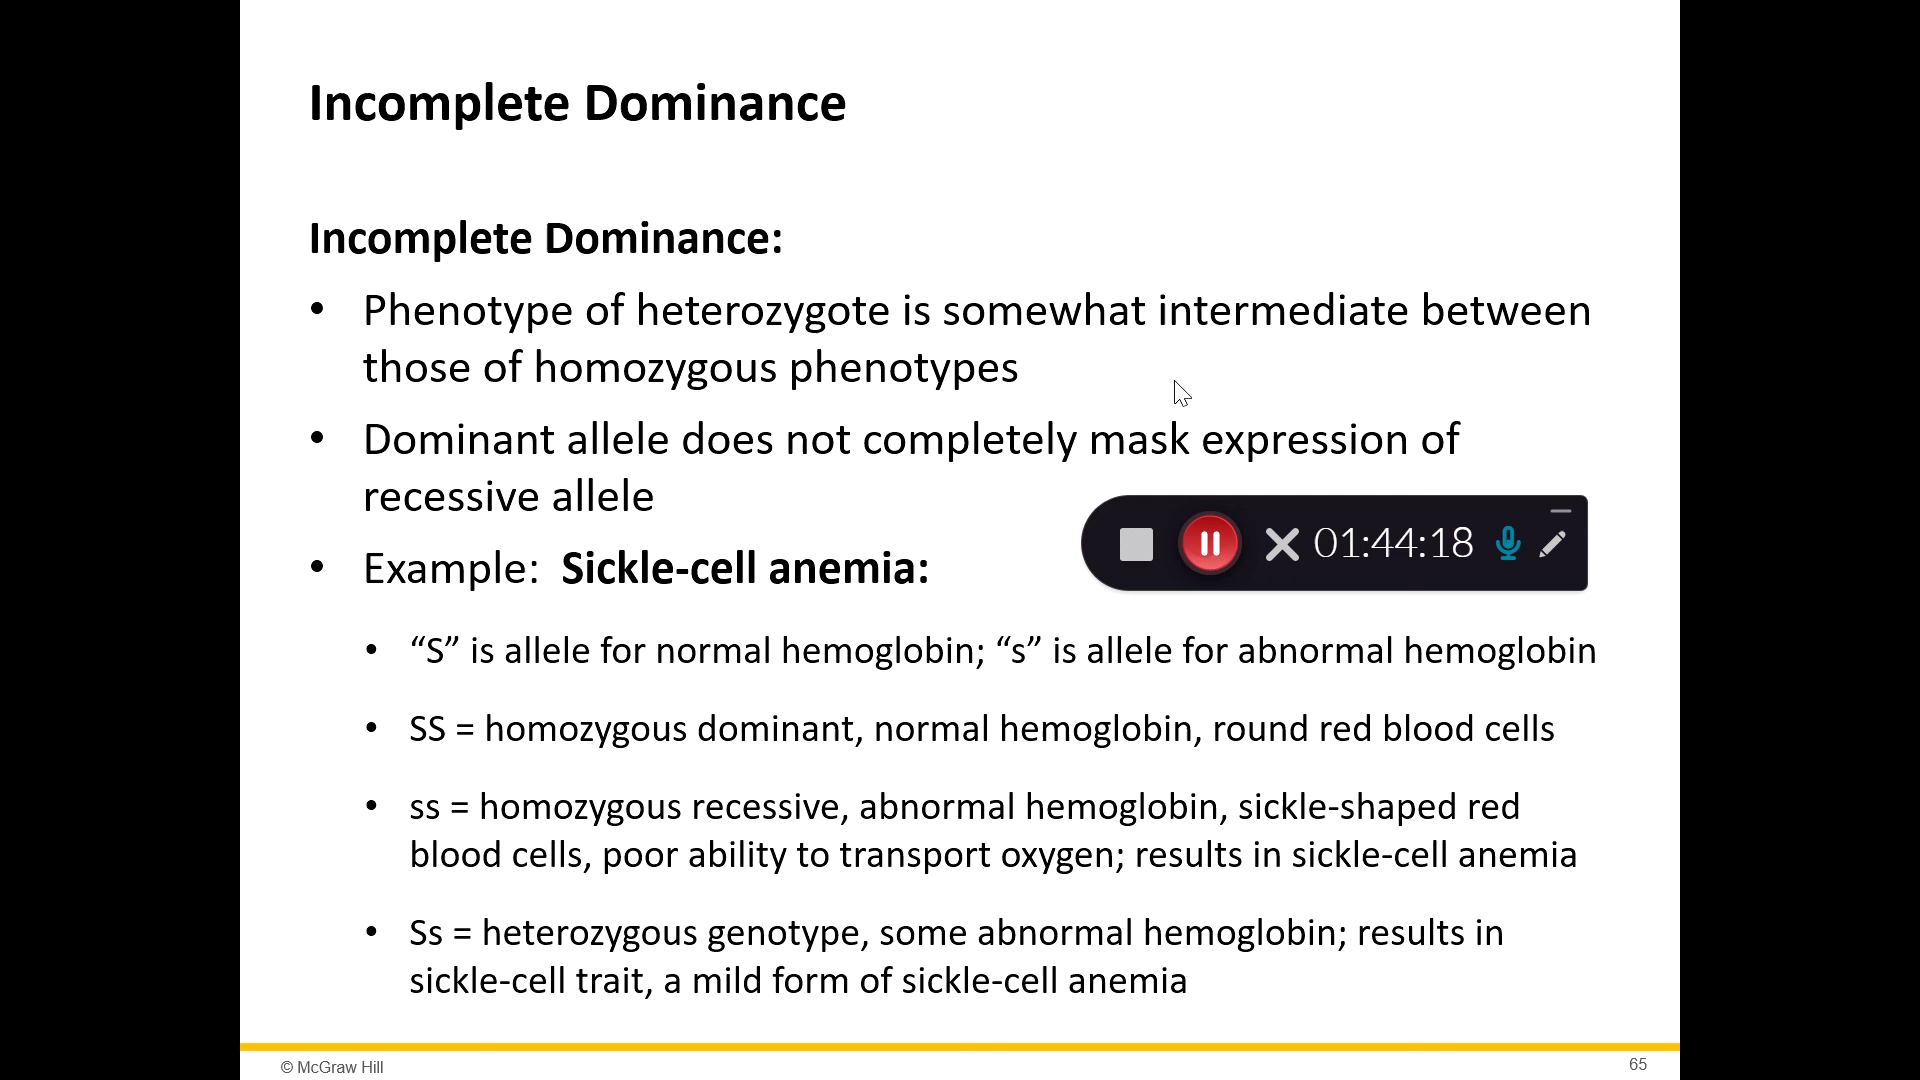 Incomplete Dominance
Incomplete Dominance:
• Phenotype of heterozygote is somewhat intermediate between
those of homozygous phenotypes
• Dominant allele does not completely mask expression of
recessive allele
• Example: Sickle-cell anemia:
01:44:18
• “S” is allele for normal hemoglobin; “s” is allele for abnormal hemoglobin
• SS = homozygous dominant, normal hemoglobin, round red blood cells
• ss = homozygous recessive, abnormal hemoglobin, sickle-shaped red
blood cells, poor ability to transport oxygen; results in sickle-cell anemia
• Ss = heterozygous genotype, some abnormal hemoglobin; results in
sickle-cell trait, a mild form of sickle-cell anemia
© McGraw Hill
65